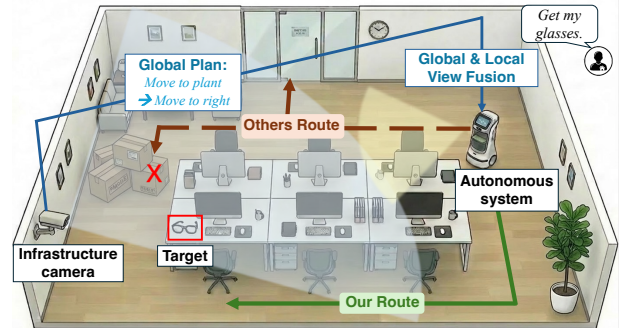 Get my
glasses.
Global Plan:
Move to plant
➔ Move to right
Global & Local
View Fusion
Others Route
X
Autonomous
system
Infrastructure
camera
Target
Our Route